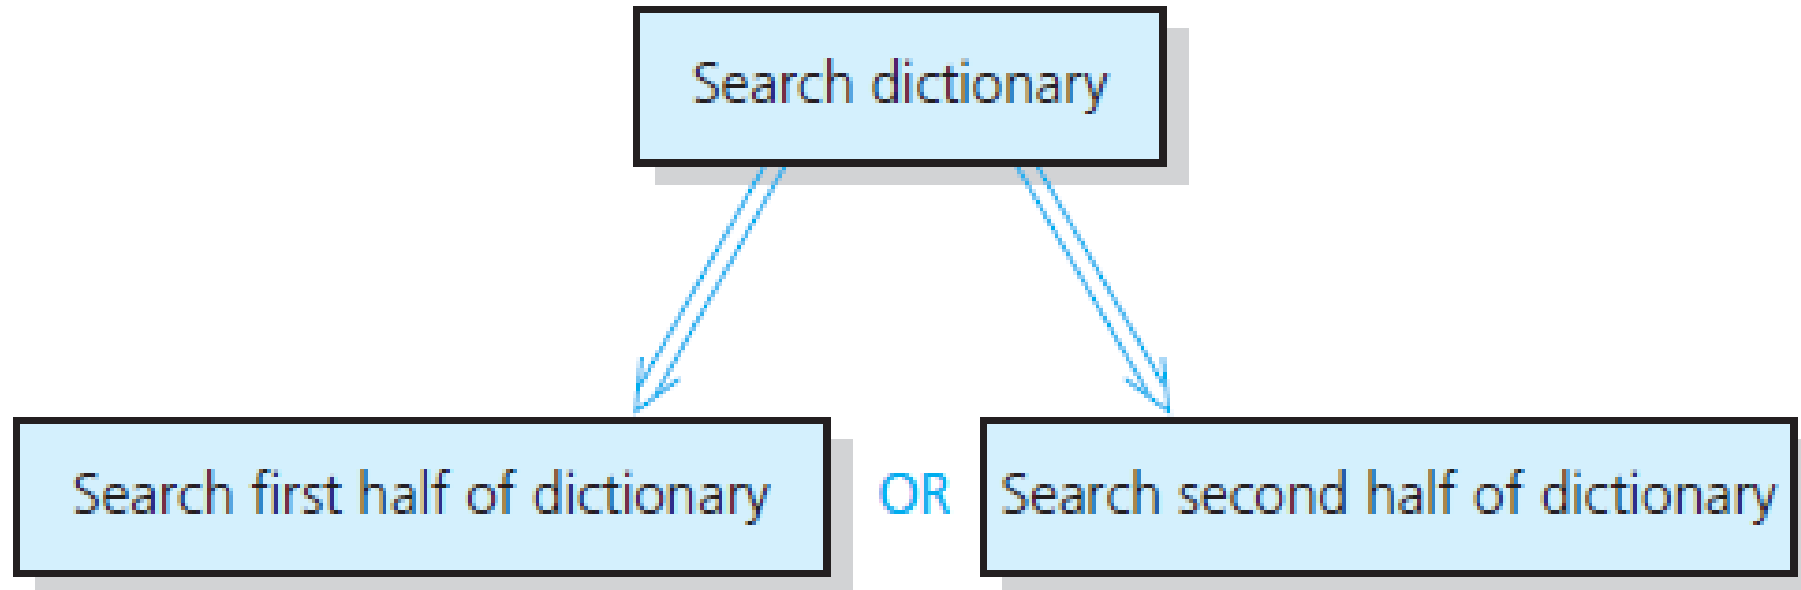 Search dictionary
Search first half of dictionary
OR
Search second half of dictionary